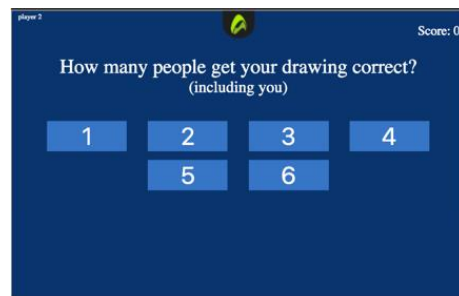 player 2
Score: 0
How many people get your drawing correct?
(including you)
1 2 3 4
5 6